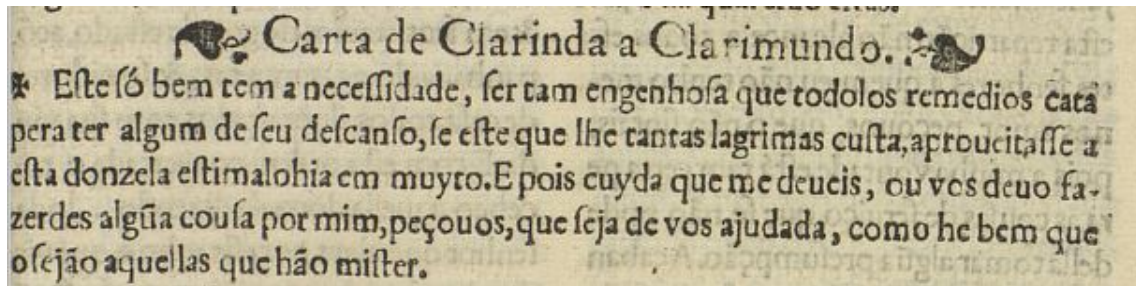 Carta de Clarinda a Clarimundo.
Eſte ſó bem tem a neceſſidade, ſer tam engenhoſa que todolos remedios cata
pera ter algum de ſeu deſcanſo, ſe eſte que lhe tantas lagrimas cuſta, aproueitaſſe a
eſta donzela eſtimalohia em muyto. E pois cuyda que me deueis, ou vos deuo fa-
zerdes algũa couſa por mim, peçouos, que ſeja de vos ajudada, como he bem que
o ſejão aquellas que hão miſter.